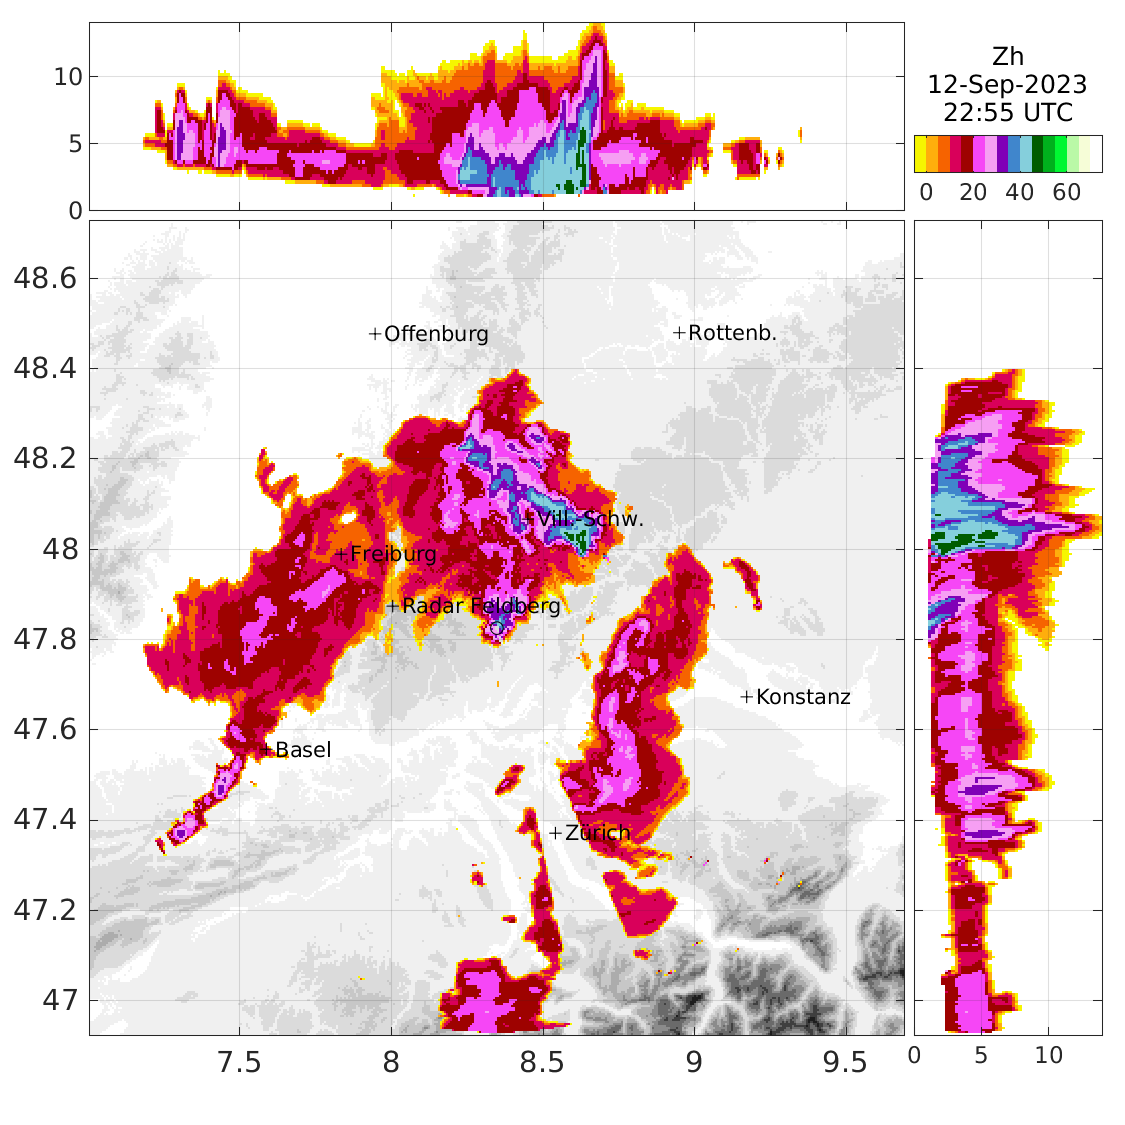 Zh
12-Sep-2023
22:55 UTC
0 20 40 60
10
5
0
48.6
48.4
48.2
48
47.8
47.6
47.4
47.2
47
+Offenburg
+Rottenb.
+Vill.-Schw.
+Freiburg
+Radar Feldberg
+Konstanz
+Basel
+Zürich
7.5 8 8.5 9 9.5
0 5 10